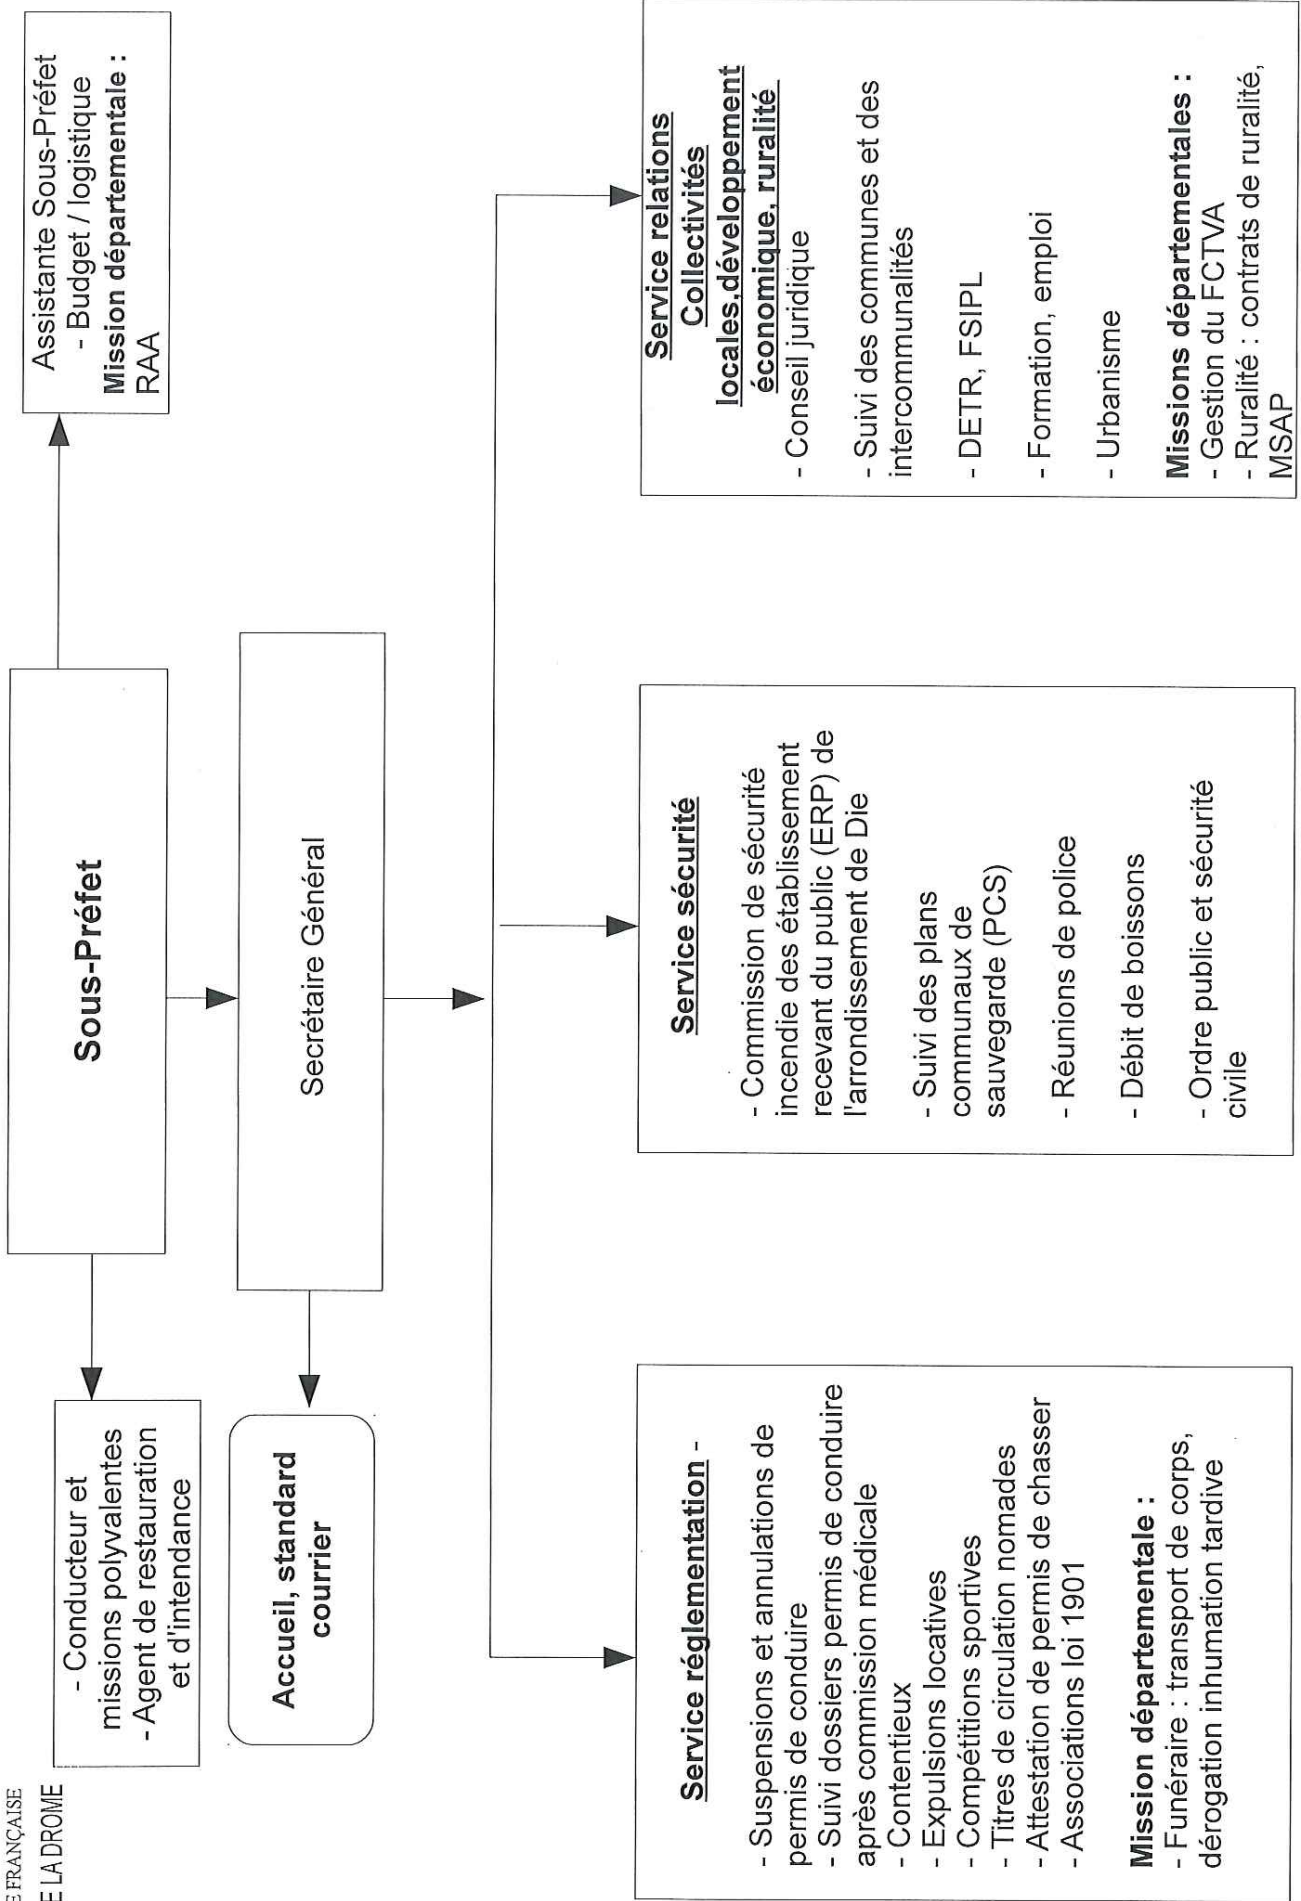 E FRANÇAISE
E LA DROME
- Conducteur et
missions polyvalentes
- Agent de restauration
et d'intendance
Sous-Préfet
Assistante Sous-Préfet
- Budget / logistique
Mission départementale :
RAA
Accueil, standard
courrier
Secrétaire Général
Service réglementation -
- Suspensions et annulations de
permis de conduire
- Suivi dossiers permis de conduire
après commission médicale
- Contentieux
- Expulsions locatives
- Compétitions sportives
- Titres de circulation nomades
- Attestation de permis de chasser
- Associations loi 1901
Mission départementale :
- Funéraire : transport de corps,
dérogation inhumation tardive
Service sécurité
- Commission de sécurité
incendie des établissement
recevant du public (ERP) de
l'arrondissement de Die
- Suivi des plans
communaux de
sauvegarde (PCS)
- Réunions de police
- Débit de boissons
- Ordre public et sécurité
civile
Service relations
Collectivités
locales,développement
économique, ruralité
- Conseil juridique
- Suivi des communes et des
intercommunalités
- DETR, FSIPL
- Formation, emploi
- Urbanisme
Missions départementales :
- Gestion du FCTVA
- Ruralité : contrats de ruralité,
MSAP